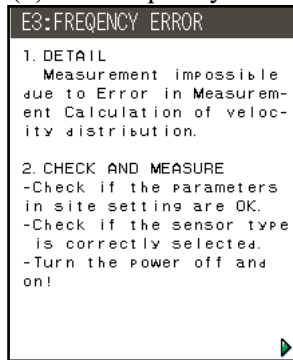 E3:FREQENCY ERROR
1. DETAIL
Measurement impossible
due to Error in Measurem-
ent Calculation of veloc-
ity distribution.
2. CHECK AND MEASURE
-Check if the parameters
in site setting are OK.
-Check if the sensor type
is correctly selected.
-Turn the power off and
on!